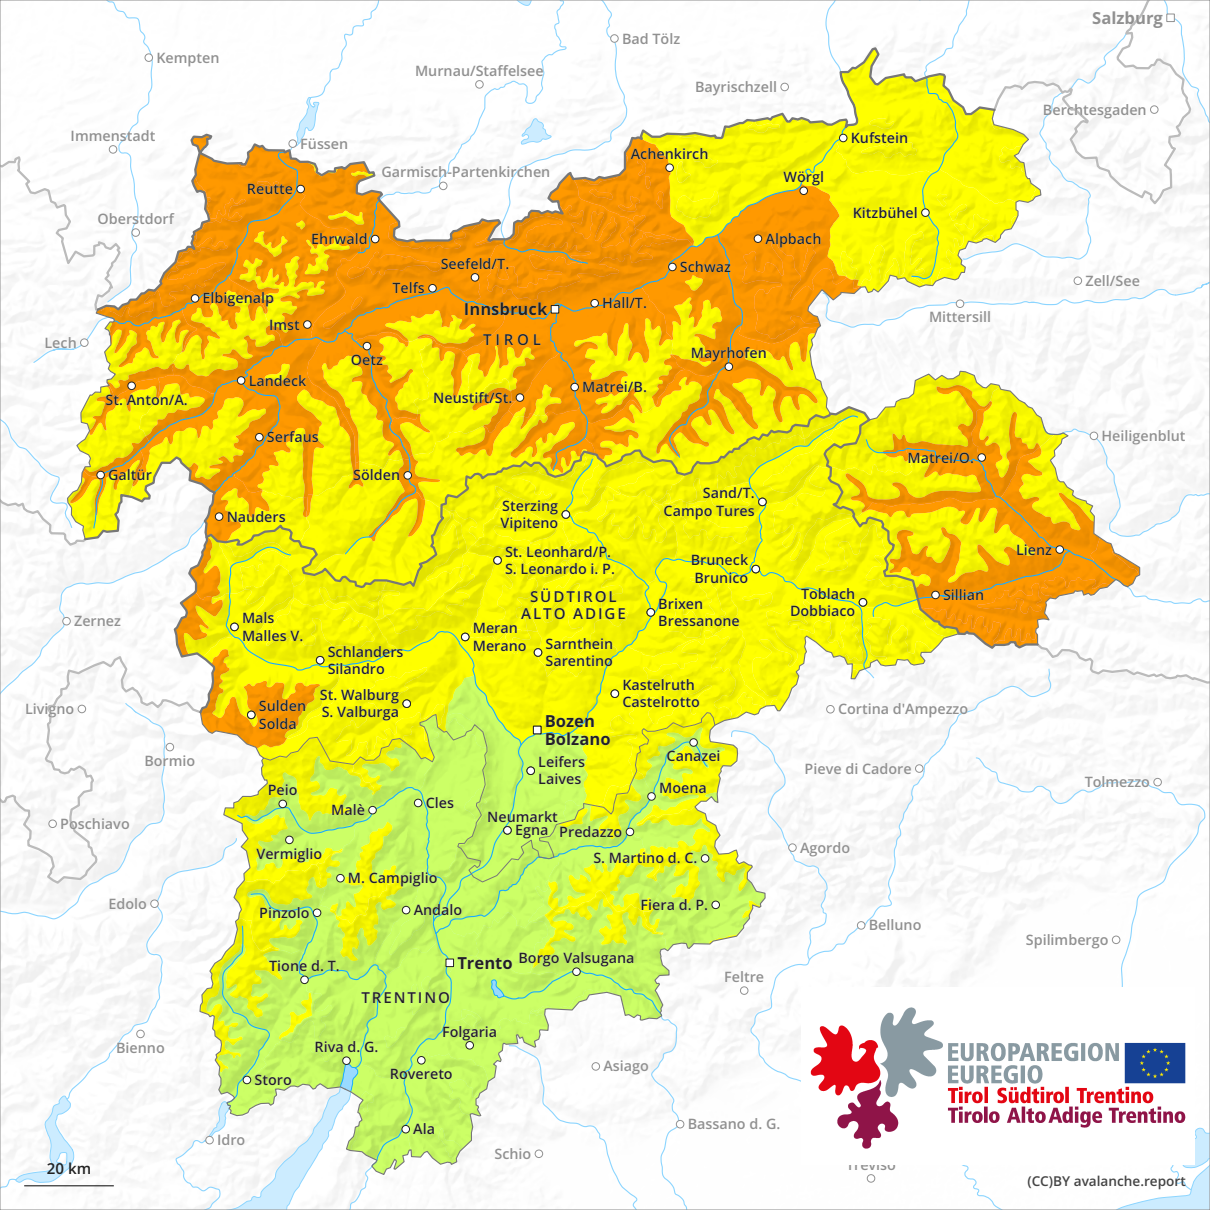 Salzburg
Bad Tölz
Kempten
Murnau/Staffelsee
Bayrischzell
Berchtesgaden
Immenstadt
Füssen
Kufstein
Achenkirch
Garmisch-Partenkirchen
Wörgl
Reutte
Kitzbühel
Oberstdorf
Ehrwald
Alpbach
Seefeld/T.
Schwaz
Zell/See
Telfs
Elbigenalp
Hall/T.
Innsbruck
Mittersill
Imst
TIROL
Lech
Oetz
Mayrhofen
Landeck
Matrei/B.
St. Anton/A.
Neustift/St.
Serfaus
Heiligenblut
Matrei/O.
Galtür
Sölden
Sand/T.
Campo Tures
Sterzing
Vipiteno
Nauders
St. Leonhard/P.
S. Leonardo i. P.
Lienz
Bruneck
Brunico
SÜDTIROL
ALTO ADIGE
Toblach
Dobbiaco
Sillian
Brixen
Bressanone
Zernez
Mals
Malles V.
Meran
Merano
Sarnthein
Sarentino
Schlanders
Silandro
Kastelruth
Castelrotto
St. Walburg
S. Valburga
Livigno
Sulden
Solda
Cortina d'Ampezzo
Bozen
Bolzano
Bormio
Canazei
Leifers
Laives
Pieve di Cadore
Tolmezzo
Peio
Moena
Malè
Cles
Neumarkt
Egna
Poschiavo
Predazzo
Vermiglio
Agordo
S. Martino d. C.
M. Campiglio
Edolo
Pinzolo
Andalo
Fiera d. P.
Belluno
Spilimbergo
Trento
Borgo Valsugana
Tione d. T.
Feltre
TRENTINO
Folgaria
Bienno
Riva d. G.
Rovereto
Storo
Asiago
EUROPAREGION
EUREGIO
Tirol Südtirol Trentino
Tirolo Alto Adige Trentino
Ala
Bassano d. G.
Idro
Schio
Treviso
20 km
(CC)BY avalanche.report